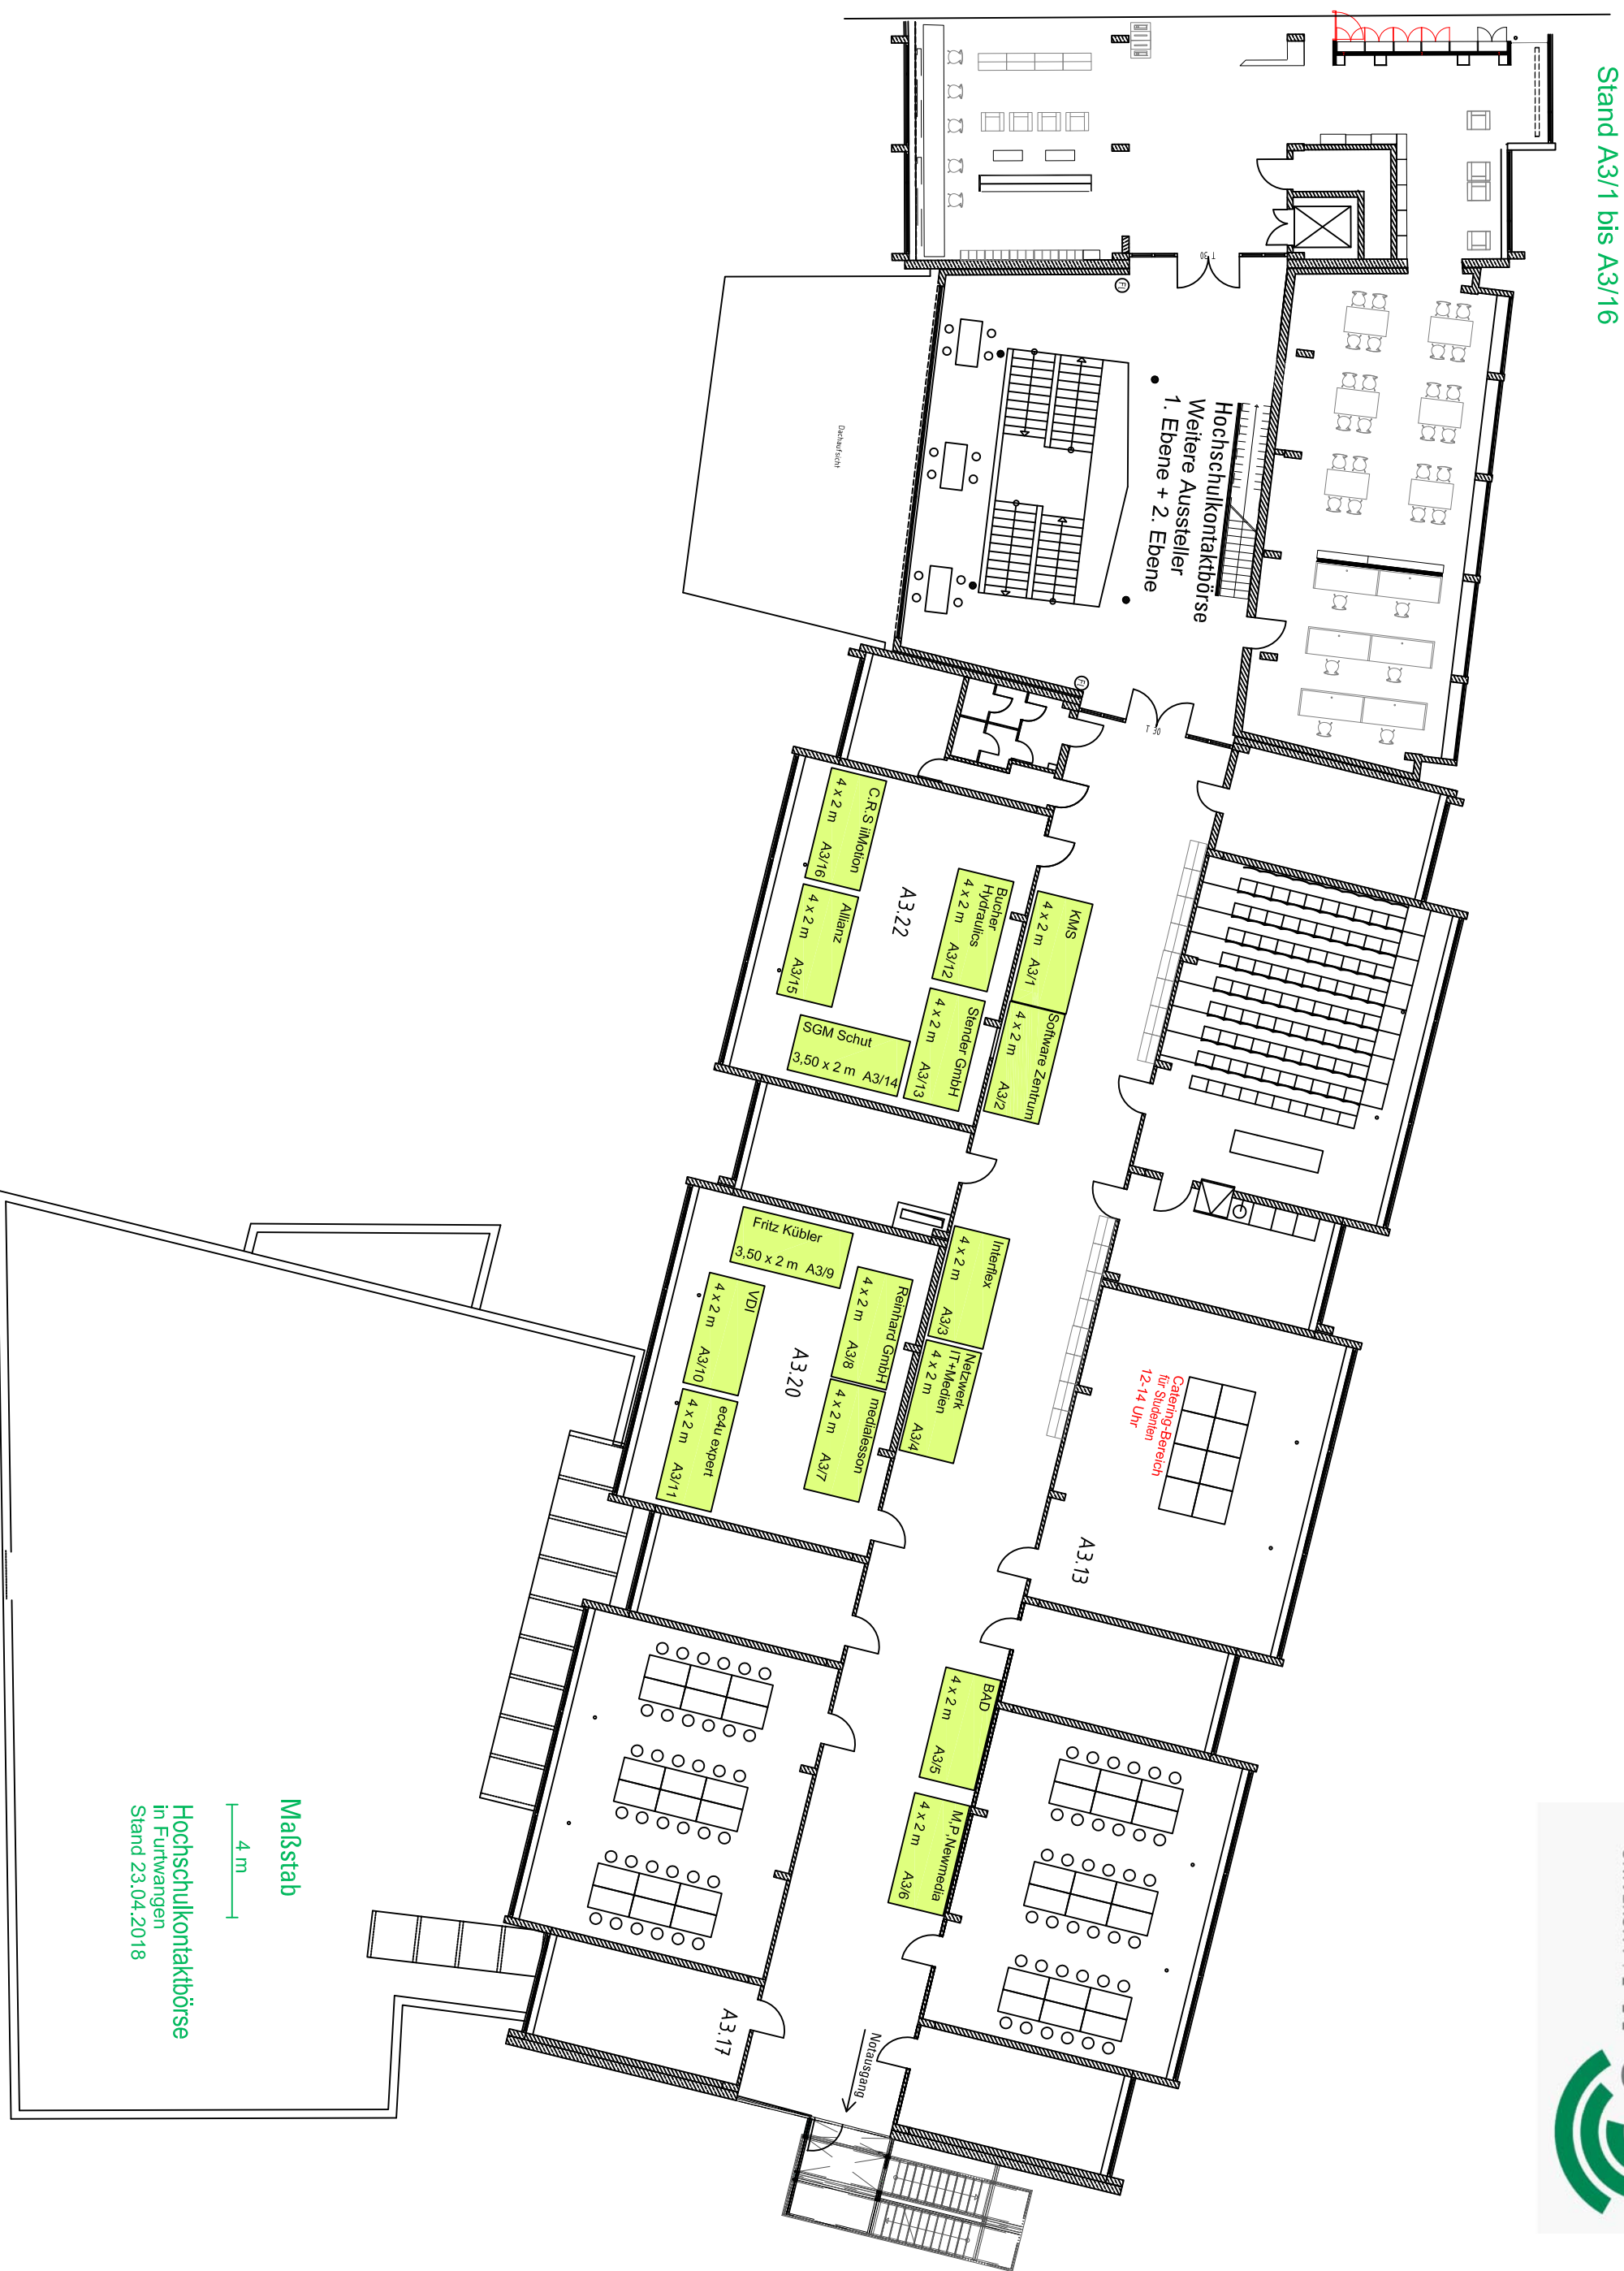 Stand A3/1 bis A3/16
T 30
FL
Hochschulkontaktbörse
Weitere Aussteller
1. Ebene + 2. Ebene
Dachaufsicht
FL
T 30
C.R.S iiMotion
4 x 2 m A3/16
Allianz
4 x 2 m A3/15
A3.22
Bucher
Hydraulics
4 x 2 m A3/12
Stender GmbH
4 x 2 m A3/13
SGM Schut
3,50 x 2 m A3/14
KMS
4 x 2 m A3/1
Software Zentrum
4 x 2 m A3/2
Interflex
4 x 2 m A3/3
Netzwerk
IT+Medien
4 x 2 m A3/4
Fritz Kübler
3,50 x 2 m A3/9
Reinhard GmbH
4 x 2 m A3/8
medialesson
4 x 2 m A3/7
VDI
4 x 2 m A3/10
ec4u expert
4 x 2 m A3/11
A3.20
Catering-Bereich
für Studenten
12-14 Uhr
A3.13
BAD
4 x 2 m A3/5
M.P.Newmedia
4 x 2 m A3/6
A3.17
Notausgang
Maßstab
4 m
Hochschulkontaktbörse
in Furtwangen
Stand 23.04.2018